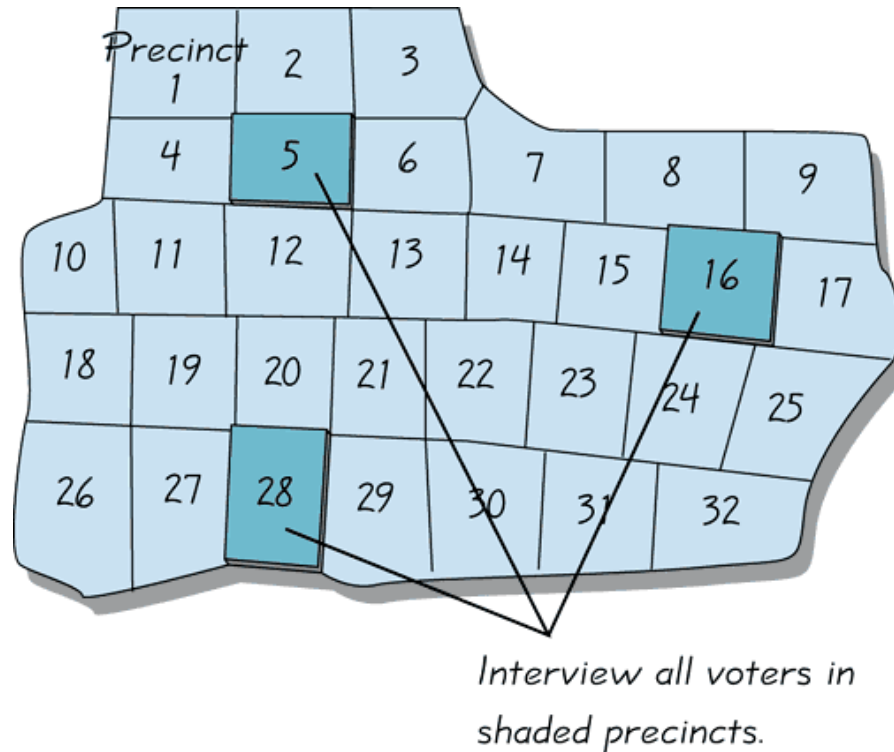 Precinct
1 2 3
4 5 6 7 8 9
10 11 12 13 14 15 16 17
18 19 20 21 22 23 24 25
26 27 28 29 30 31 32
Interview all voters in
shaded precincts.